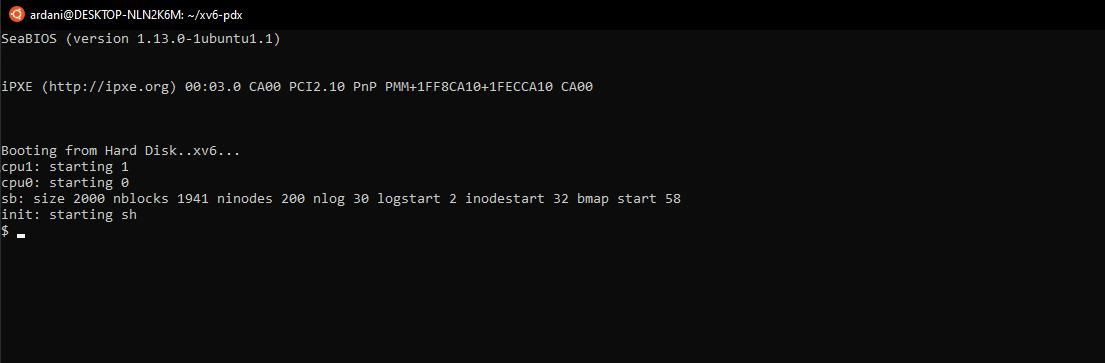 ardani@DESKTOP-NLN2K6M: ~/xv6-pdx
SeaBIOS (version 1.13.0-1ubuntu1.1)
iPXE (http://ipxe.org) 00:03.0 CA00 PCI2.10 PnP PMM+1FF8CA10+1FECCA10 CA00
Booting from Hard Disk..xv6...
cpu1: starting 1
cpu0: starting 0
sb: size 2000 nblocks 1941 ninodes 200 nlog 30 logstart 2 inodestart 32 bmap start 58
init: starting sh
$